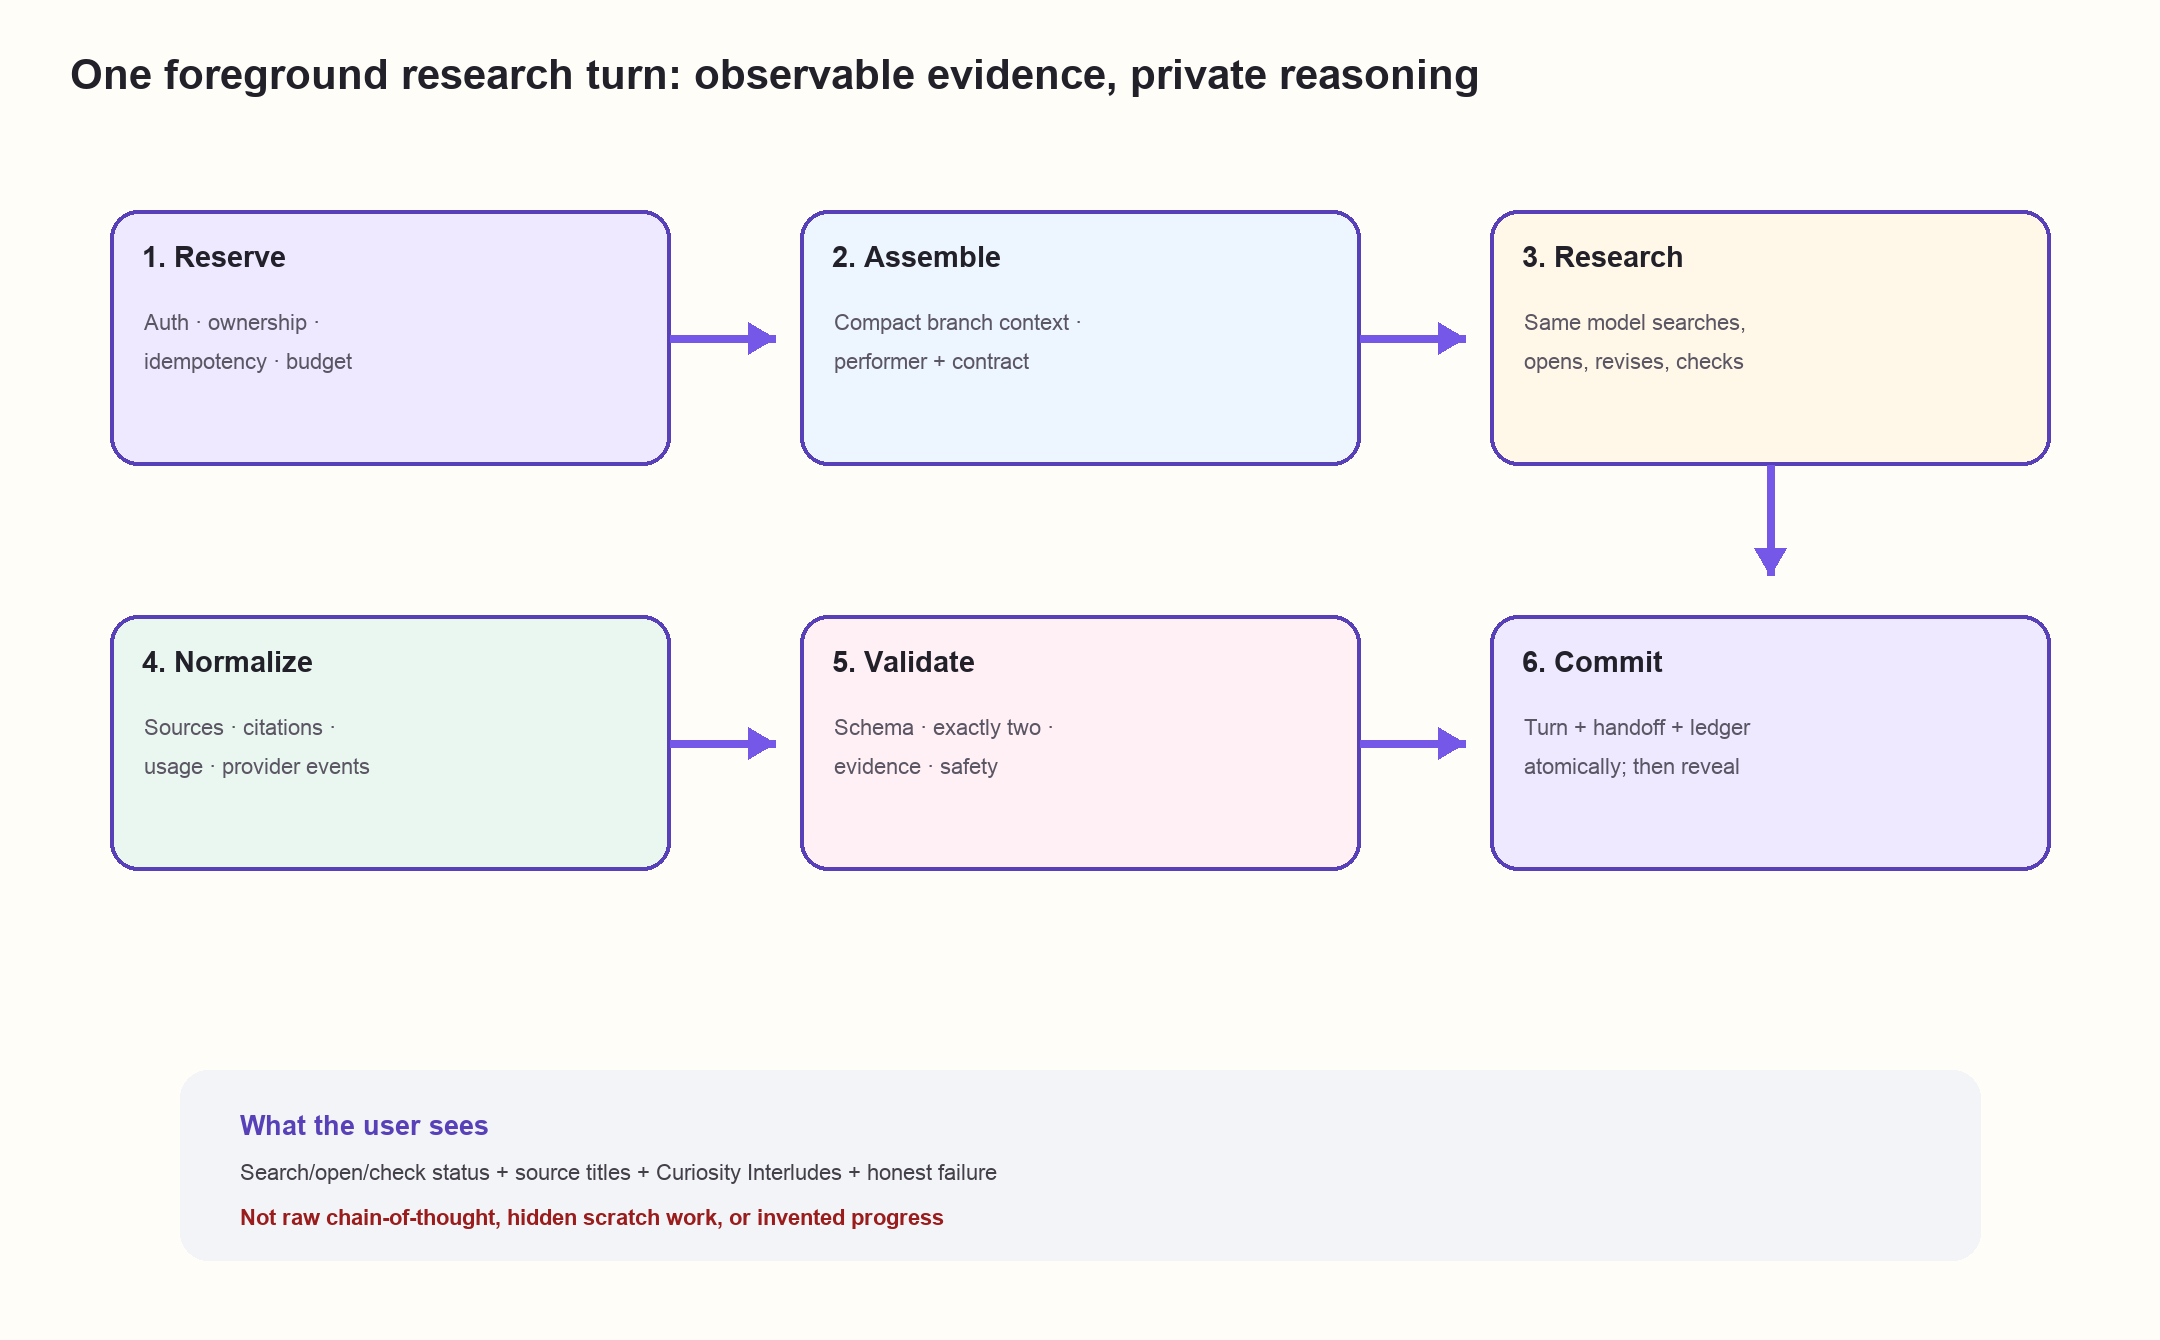 One foreground research turn: observable evidence, private reasoning
1. Reserve
Auth · ownership ·
idempotency · budget
2. Assemble
Compact branch context ·
performer + contract
3. Research
Same model searches,
opens, revises, checks
4. Normalize
Sources · citations ·
usage · provider events
5. Validate
Schema · exactly two ·
evidence · safety
6. Commit
Turn + handoff + ledger
atomically; then reveal
What the user sees
Search/open/check status + source titles + Curiosity Interludes + honest failure
Not raw chain-of-thought, hidden scratch work, or invented progress